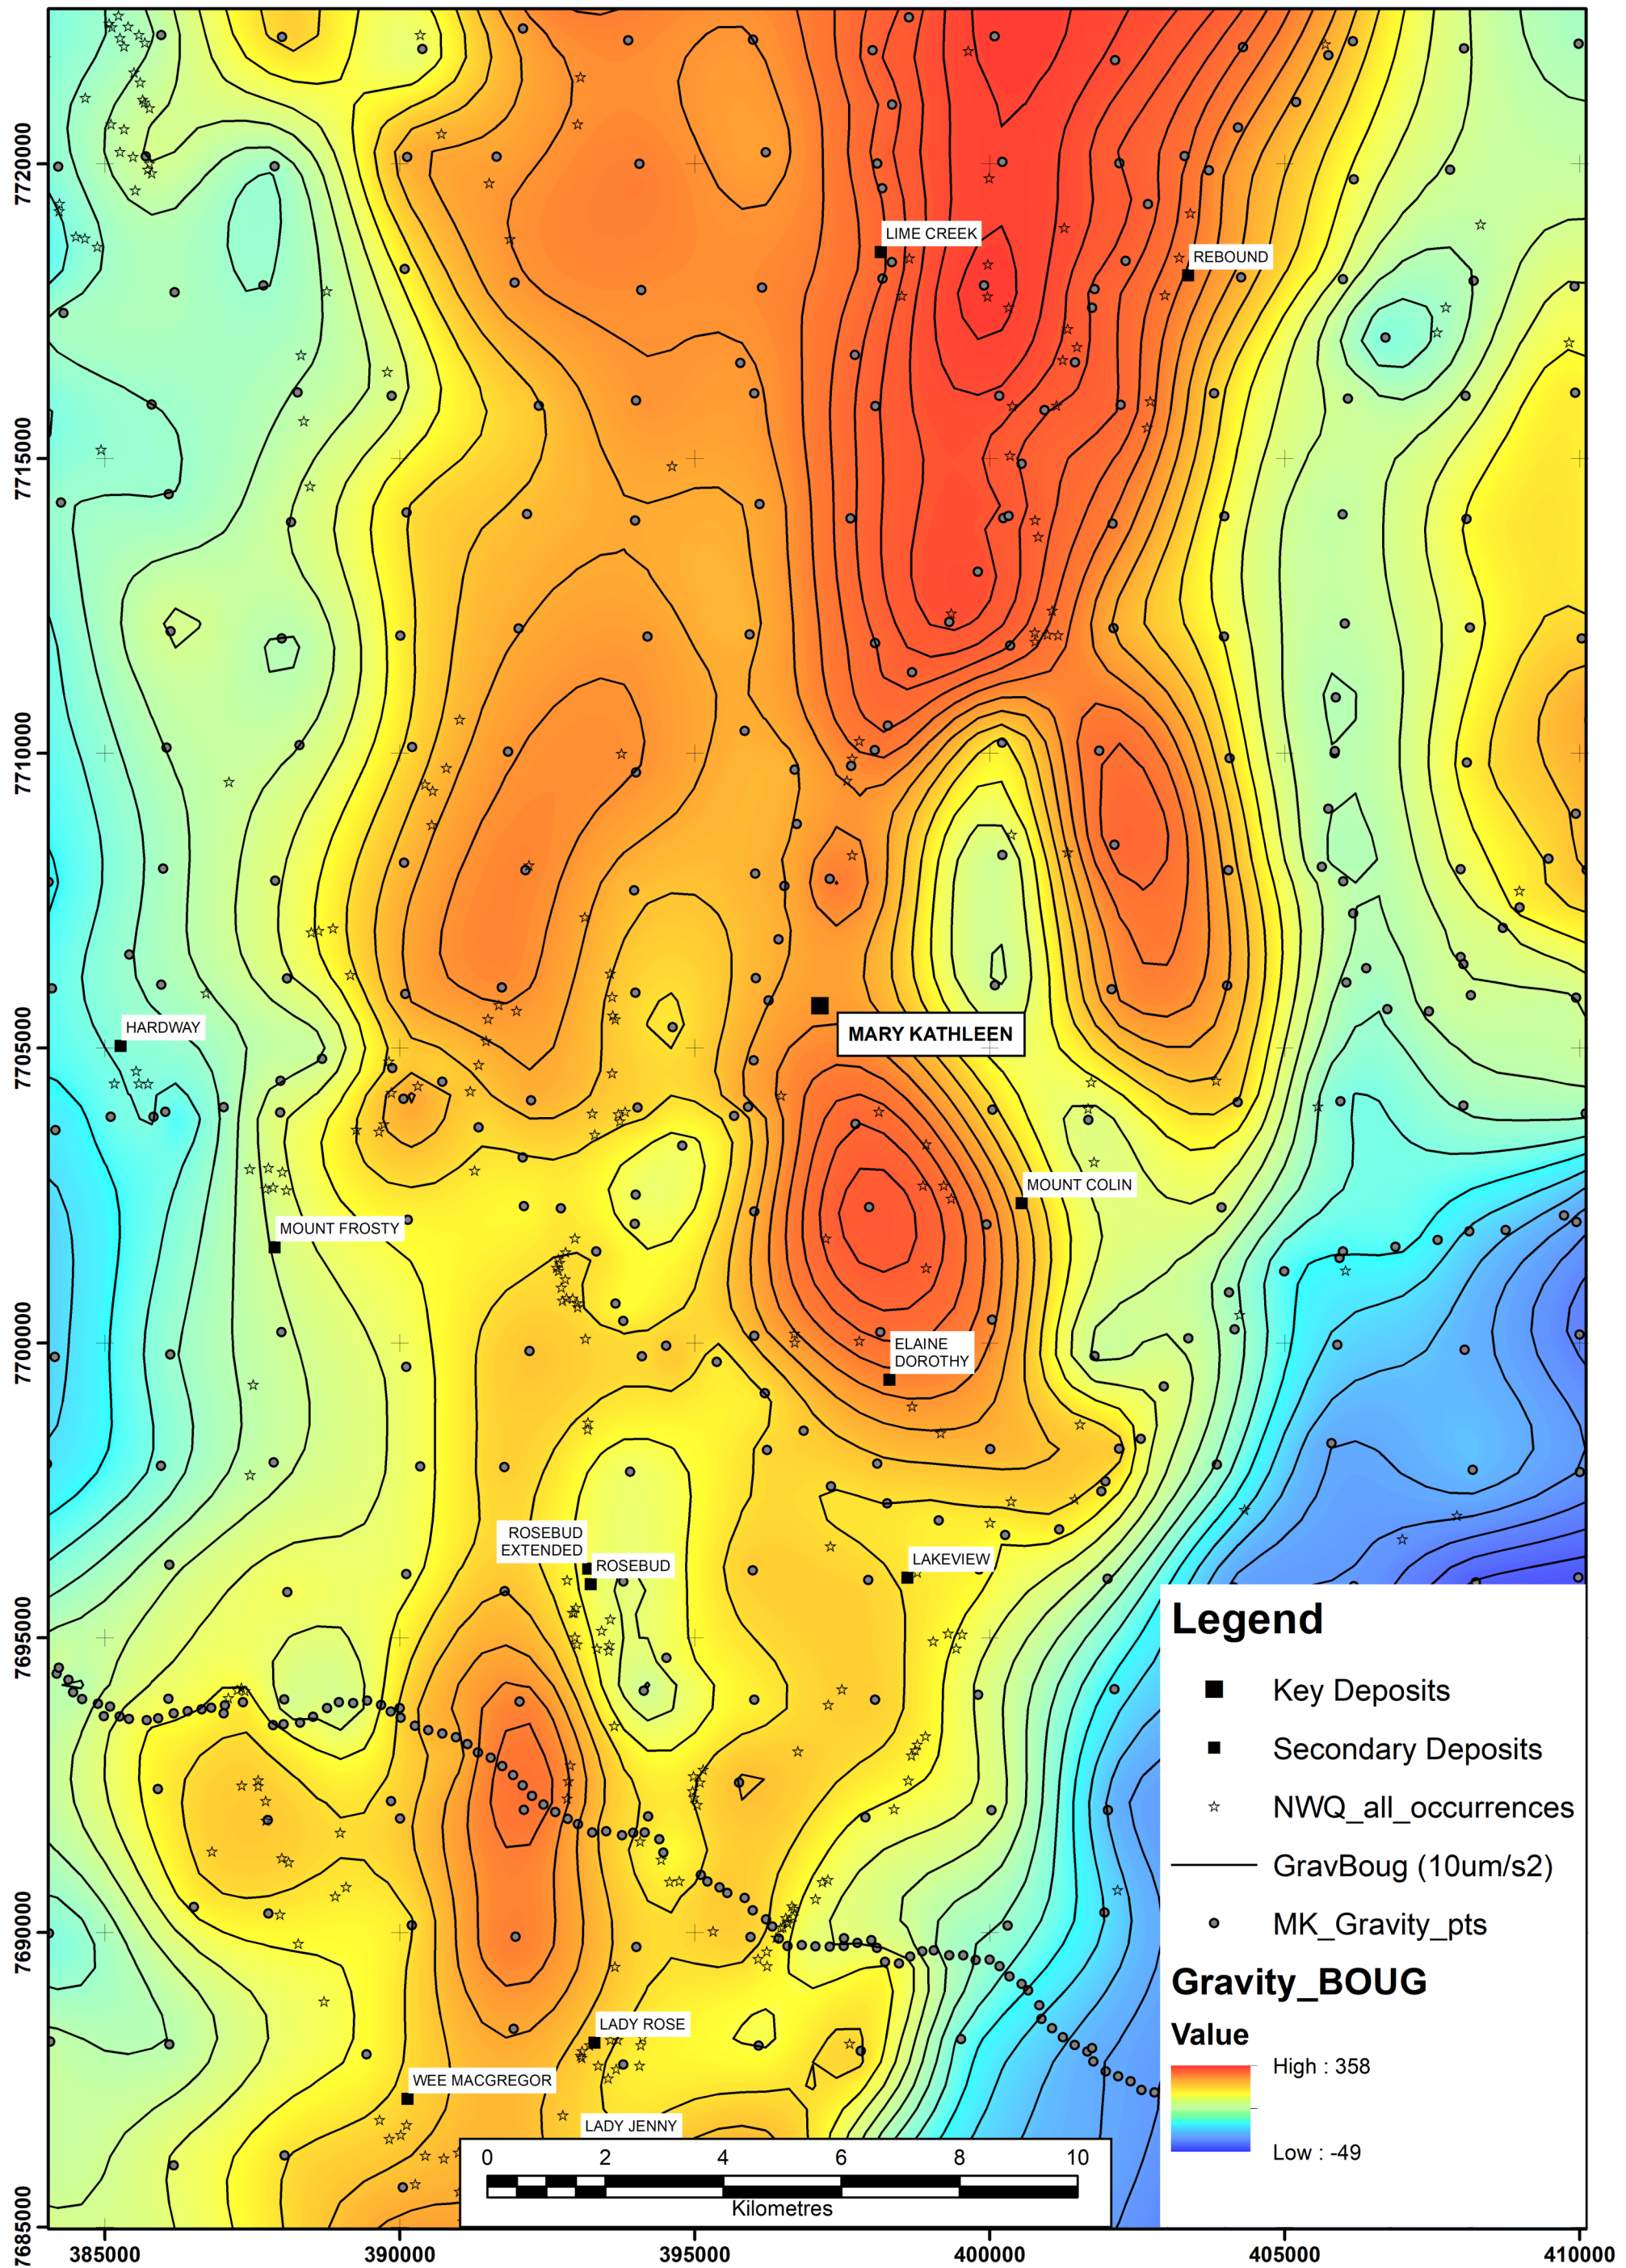 7720000
7715000
7710000
7705000
7700000
7695000
7690000
7685000
LIME CREEK
REBOUND
HARDWAY
MARY KATHLEEN
MOUNT COLIN
MOUNT FROSTY
ELAINE
DOROTHY
ROSEBUD
EXTENDED
ROSEBUD
LAKEVIEW
LADY ROSE
WEE MACGREGOR
LADY JENNY
Legend
Key Deposits
Secondary Deposits
NWQ_all_occurrences
GravBoug (10um/s2)
MK_Gravity_pts
Gravity_BOUG
Value
High : 358
Low : -49
0 2 4 6 8 10
Kilometres
385000 390000 395000 400000 405000 410000